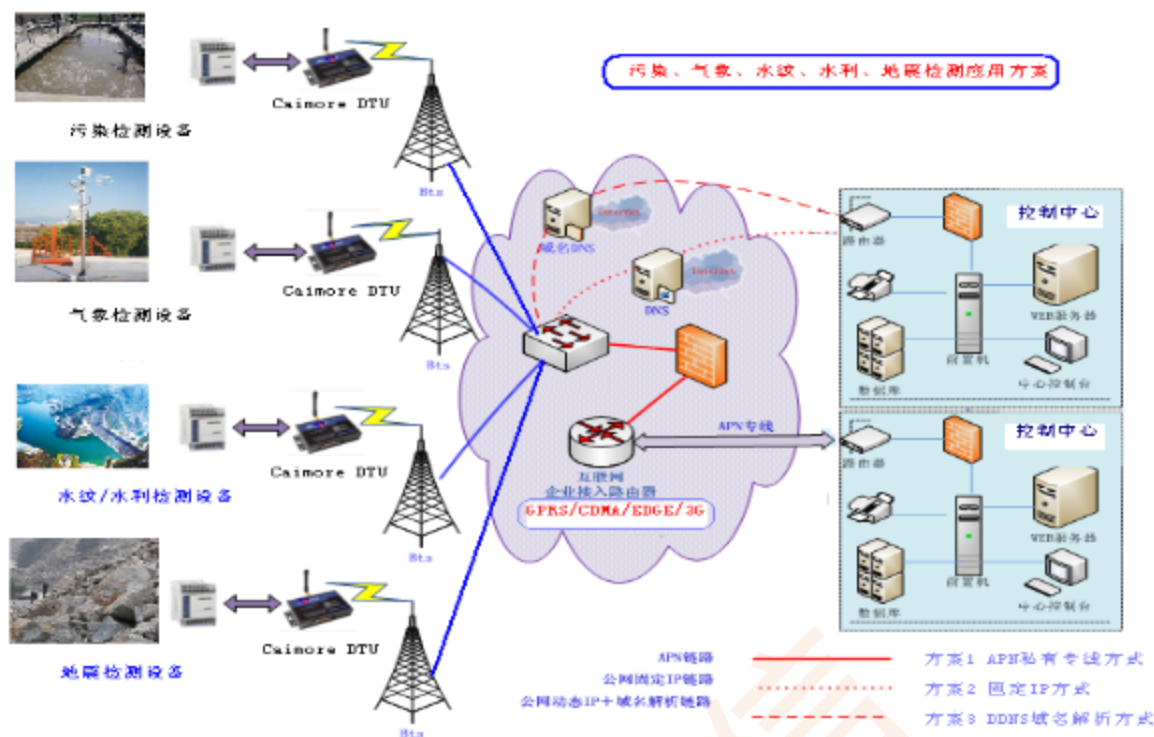 污染、气象、水纹、水利、地震检测应用方案
Caimore DTU
污染检测设备
Bts
Internet
域名DNS
控制中心
路由器
Caimore DTU
气象检测设备
Bts
Internet
DNS
WEB服务器
前置机
数据库
中心控制台
Caimore DTU
水纹/水利检测设备
Bts
APN专线
互联网
企业接入路由器
GPRS/CDMA/EDGE/3G
控制中心
路由器
WEB服务器
前置机
数据库
中心控制台
Caimore DTU
地震检测设备
Bts
APN链路
方案1 APN私有专线方式
公网固定IP链路
方案2 固定IP方式
公网动态IP+域名解析链路
方案3 DDNS域名解析方式
信